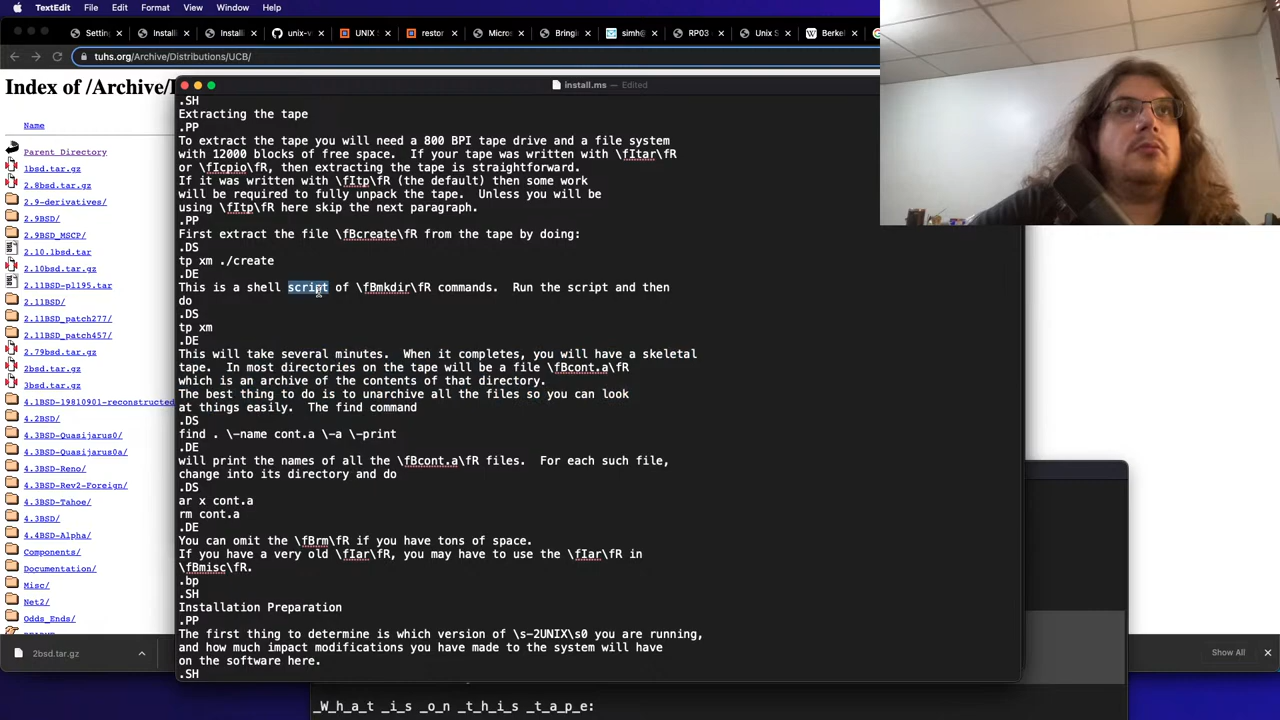 TextEdit File Edit Format View Window Help
Settin Install Install unix-v UNIX restor Micros Bringi simh@ RP03 Unix S Berkel
tuhs.org/Archive/Distributions/UCB/
Index of /Archive/
install.ms — Edited
Name
Parent Directory
1bsd.tar.gz
2.8bsd.tar.gz
2.9-derivatives/
2.9BSD/
2.9BSD_MSCP/
2.10.1bsd.tar
2.10bsd.tar.gz
2.11BSD-pl195.tar
2.11BSD/
2.11BSD_patch277/
2.11BSD_patch457/
2.79bsd.tar.gz
2bsd.tar.gz
3bsd.tar.gz
4.1BSD-19810901-reconstructed
4.2BSD/
4.3BSD-Quasijarus0/
4.3BSD-Quasijarus0a/
4.3BSD-Reno/
4.3BSD-Rev2-Foreign/
4.3BSD-Tahoe/
4.3BSD/
4.4BSD-Alpha/
Components/
Documentation/
Misc/
Net2/
Odds_Ends/
.SH
Extracting the tape
.PP
To extract the tape you will need a 800 BPI tape drive and a file system
with 12000 blocks of free space. If your tape was written with \fItar\fR
or \fIcpio\fR, then extracting the tape is straightforward.
If it was written with \fItp\fR (the default) then some work
will be required to fully unpack the tape. Unless you will be
using \fItp\fR here skip the next paragraph.
.PP
First extract the file \fBcreate\fR from the tape by doing:
.DS
tp xm ./create
.DE
This is a shell script of \fBmkdir\fR commands. Run the script and then
do
.DS
tp xm
.DE
This will take several minutes. When it completes, you will have a skeletal
tape. In most directories on the tape will be a file \fBcont.a\fR
which is an archive of the contents of that directory.
The best thing to do is to unarchive all the files so you can look
at things easily. The find command
.DS
find . \-name cont.a \-a \-print
.DE
will print the names of all the \fBcont.a\fR files. For each such file,
change into its directory and do
.DS
ar x cont.a
rm cont.a
.DE
You can omit the \fBrm\fR if you have tons of space.
If you have a very old \fIar\fR, you may have to use the \fIar\fR in
\fBmisc\fR.
.bp
.SH
Installation Preparation
.PP
The first thing to determine is which version of \s-2UNIX\s0 you are running,
and how much impact modifications you have made to the system will have
on the software here.
.SH
2bsd.tar.gz
Show All
_W_h_a_t _i_s _o_n _t_h_i_s _t_a_p_e: